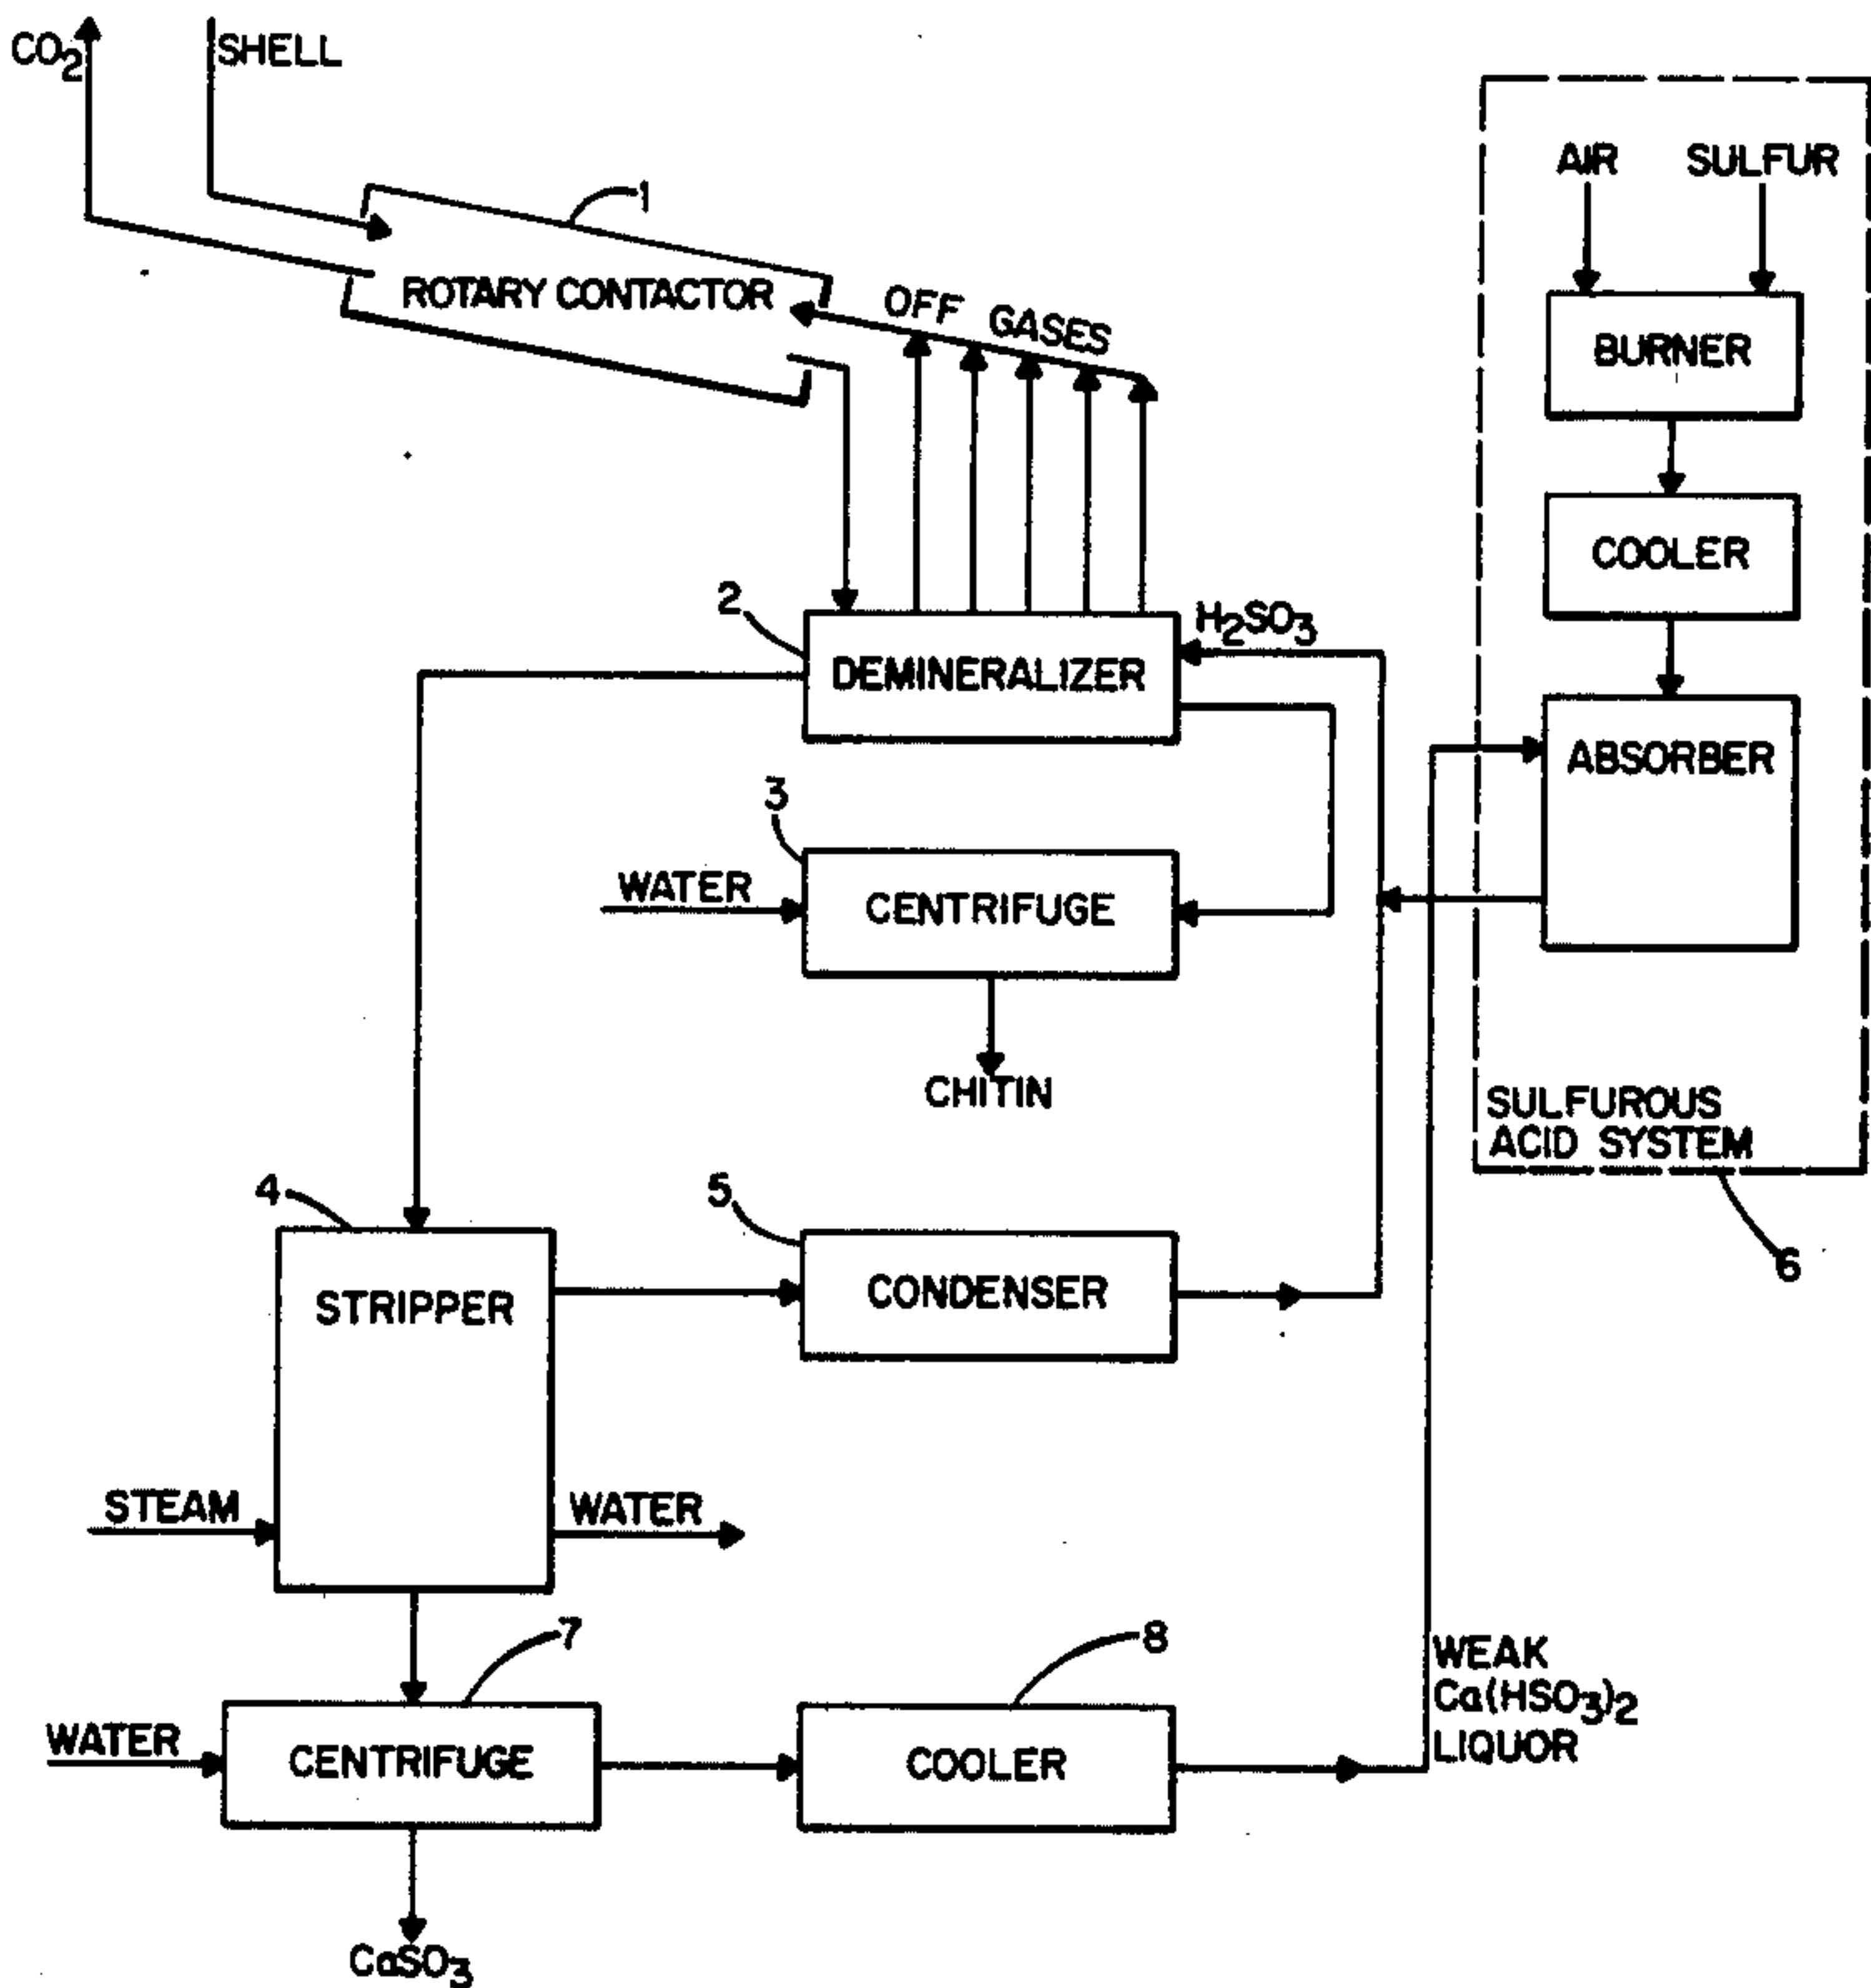 CO2
SHELL
1
ROTARY CONTACTOR
OFF GASES
AIR
SULFUR
BURNER
COOLER
2
H2SO3
DEMINERALIZER
ABSORBER
3
WATER
CENTRIFUGE
CHITIN
SULFUROUS
ACID SYSTEM
4
5
6
STRIPPER
CONDENSER
STEAM
WATER
7
8
WEAK
Ca(HSO3)2
LIQUOR
WATER
CENTRIFUGE
COOLER
CaSO3